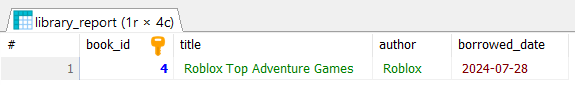 library_report (1r × 4c)
# book_id title author borrowed_date
1 4 Roblox Top Adventure Games Roblox 2024-07-28